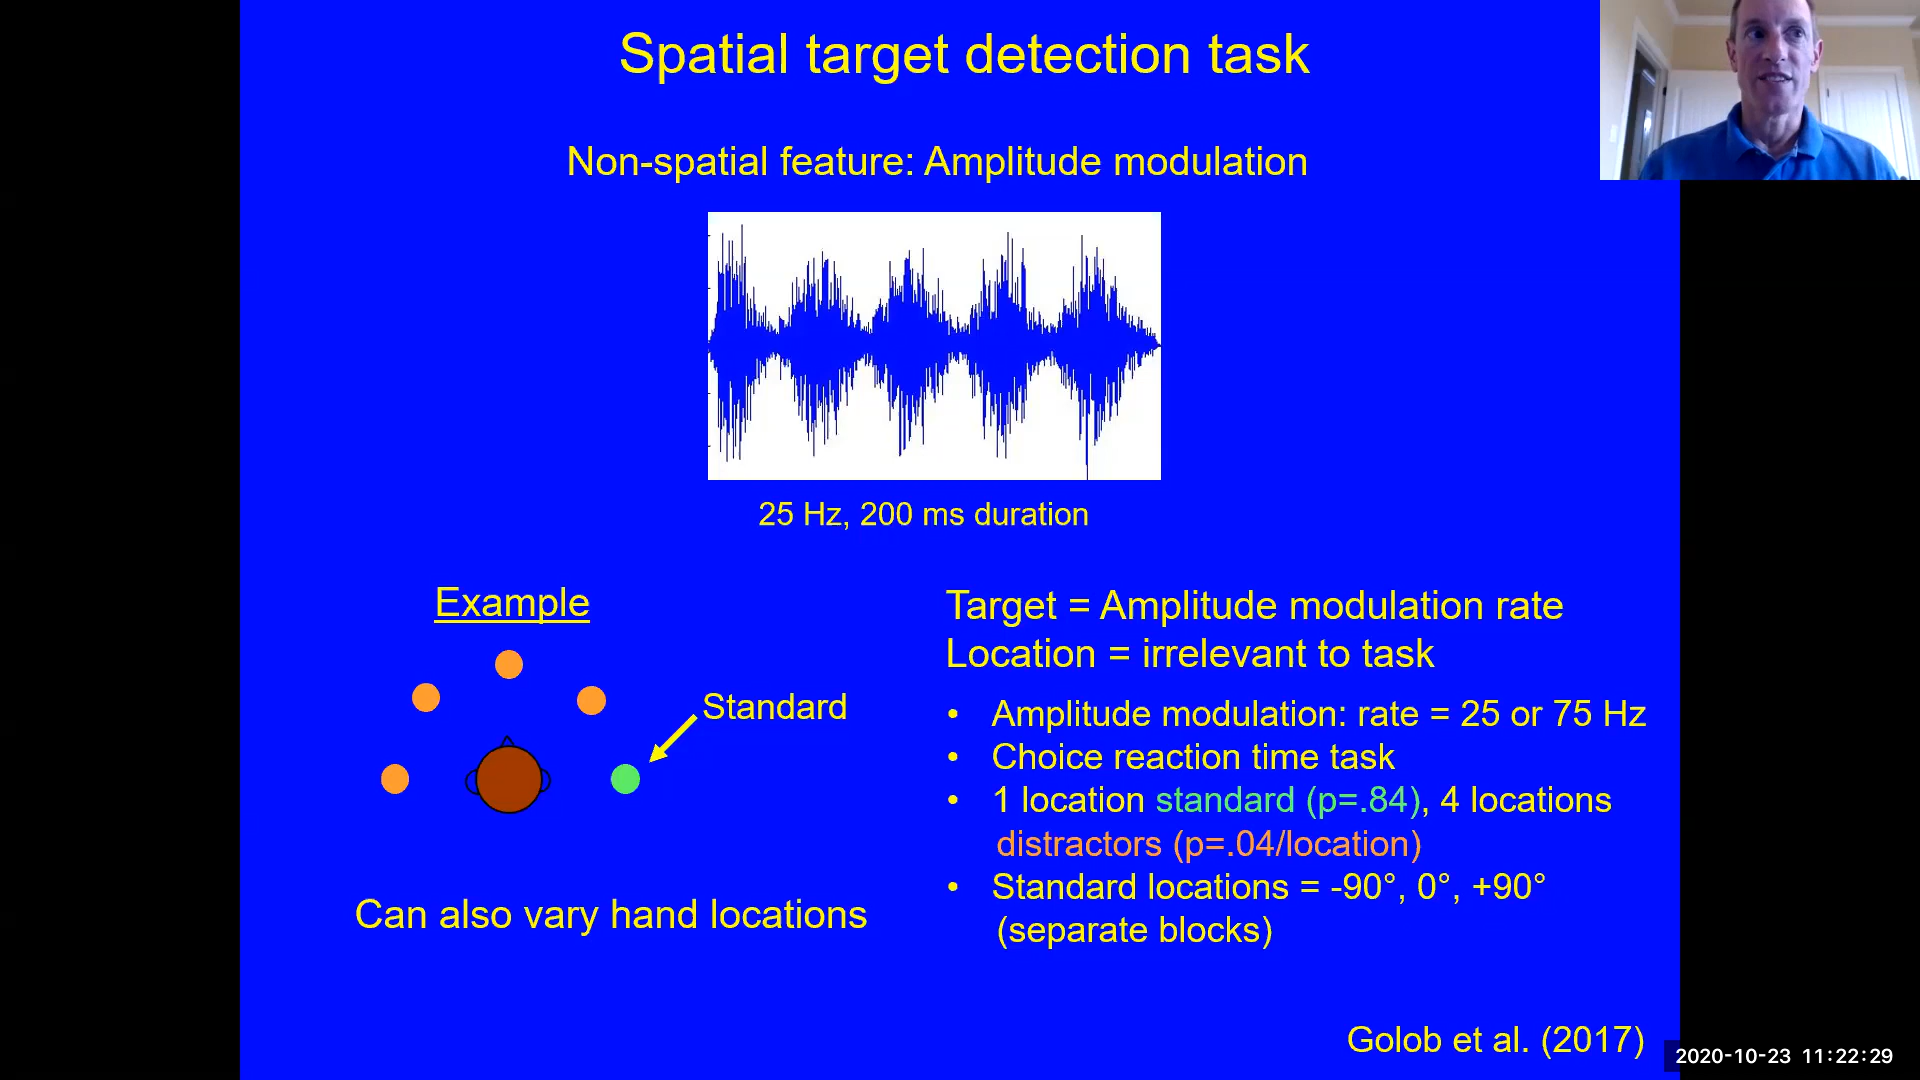 Spatial target detection task
Non-spatial feature: Amplitude modulation
25 Hz, 200 ms duration
Example
Standard
Can also vary hand locations
Target = Amplitude modulation rate
Location = irrelevant to task
• Amplitude modulation: rate = 25 or 75 Hz
• Choice reaction time task
• 1 location standard (p=.84), 4 locations
distractors (p=.04/location)
• Standard locations = -90°, 0°, +90°
(separate blocks)
Golob et al. (2017)
2020-10-23 11:22:29